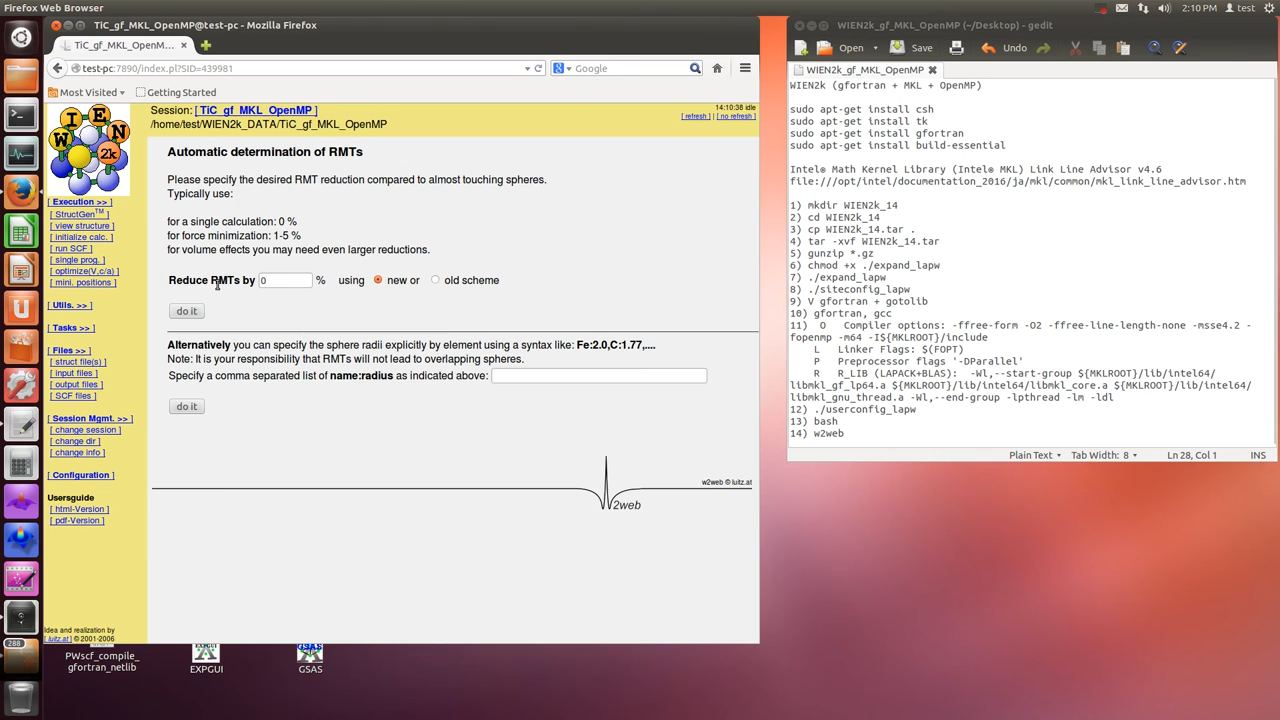 Firefox Web Browser
2:10 PM
test
TiC_gf_MKL_OpenMP@test-pc - Mozilla Firefox
TiC_gf_MKL_OpenM...
test-pc:7890/index.pl?SID=439981
Google
Most Visited
Getting Started
WIEN
2k
Session: [ TiC_gf_MKL_OpenMP ]
/home/test/WIEN2k_DATA/TiC_gf_MKL_OpenMP
14:10:38 idle
[ refresh ] [ no refresh ]
[ Execution >> ]
[ StructGen™ ]
[ view structure ]
[ initialize calc. ]
[ run SCF ]
[ single prog. ]
[ optimize(V,c/a) ]
[ mini. positions ]
[ Utils. >> ]
[ Tasks >> ]
[ Files >> ]
[ struct file(s) ]
[ input files ]
[ output files ]
[ SCF files ]
[ Session Mgmt. >> ]
[ change session ]
[ change dir ]
[ change info ]
[ Configuration ]
Usersguide
[ html-Version ]
[ pdf-Version ]
Idea and realization by
[ luitz.at ] © 2001-2006
Automatic determination of RMTs
Please specify the desired RMT reduction compared to almost touching spheres.
Typically use:
for a single calculation: 0 %
for force minimization: 1-5 %
for volume effects you may need even larger reductions.
Reduce RMTs by 0 % using new or old scheme
do it
Alternatively you can specify the sphere radii explicitly by element using a syntax like: Fe:2.0,C:1.77,....
Note: It is your responsibility that RMTs will not lead to overlapping spheres.
Specify a comma separated list of name:radius as indicated above:
do it
w2web © luitz.at
2web
288
PWscf_compile_
gfortran_netlib
EXPGUI
GSAS
WIEN2k_gf_MKL_OpenMP (~/Desktop) - gedit
Open
Save
Undo
WIEN2k_gf_MKL_OpenMP
WIEN2k (gfortran + MKL + OpenMP)
sudo apt-get install csh
sudo apt-get install tk
sudo apt-get install gfortran
sudo apt-get install build-essential
Intel® Math Kernel Library (Intel® MKL) Link Line Advisor v4.6
file:///opt/intel/documentation_2016/ja/mkl/common/mkl_link_line_advisor.htm
1) mkdir WIEN2k_14
2) cd WIEN2k_14
3) cp WIEN2k_14.tar .
4) tar -xvf WIEN2k_14.tar
5) gunzip *.gz
6) chmod +x ./expand_lapw
7) ./expand_lapw
8) ./siteconfig_lapw
9) V gfortran + gotolib
10) gfortran, gcc
11) O Compiler options: -ffree-form -O2 -ffree-line-length-none -msse4.2 -
fopenmp -m64 -I${MKLROOT}/include
L Linker Flags: $(FOPT)
P Preprocessor flags '-DParallel'
R R_LIB (LAPACK+BLAS): -Wl,--start-group ${MKLROOT}/lib/intel64/
libmkl_gf_lp64.a ${MKLROOT}/lib/intel64/libmkl_core.a ${MKLROOT}/lib/intel64/
libmkl_gnu_thread.a -Wl,--end-group -lpthread -lm -ldl
12) ./userconfig_lapw
13) bash
14) w2web
Plain Text
Tab Width: 8
Ln 28, Col 1
INS